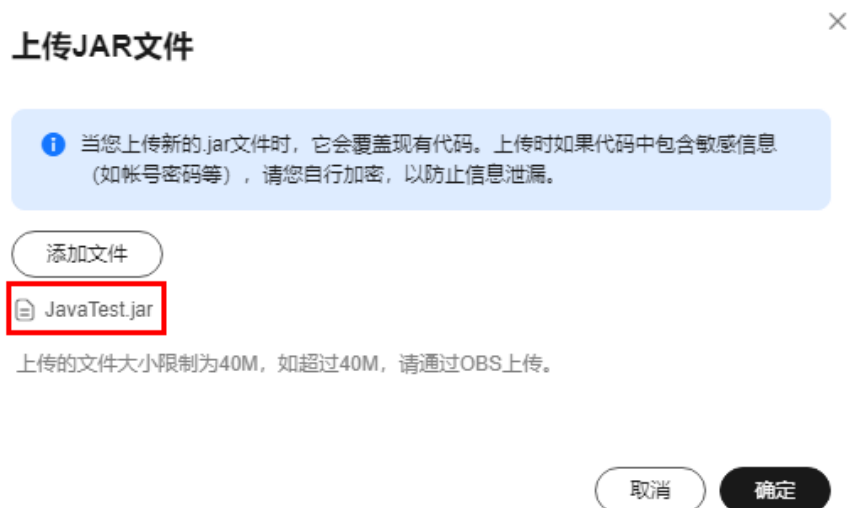 上传JAR文件
当您上传新的.jar文件时，它会覆盖现有代码。上传时如果代码中包含敏感信息
（如帐号密码等），请您自行加密，以防止信息泄漏。
添加文件
JavaTest.jar
上传的文件大小限制为40M，如超过40M，请通过OBS上传。
取消
确定